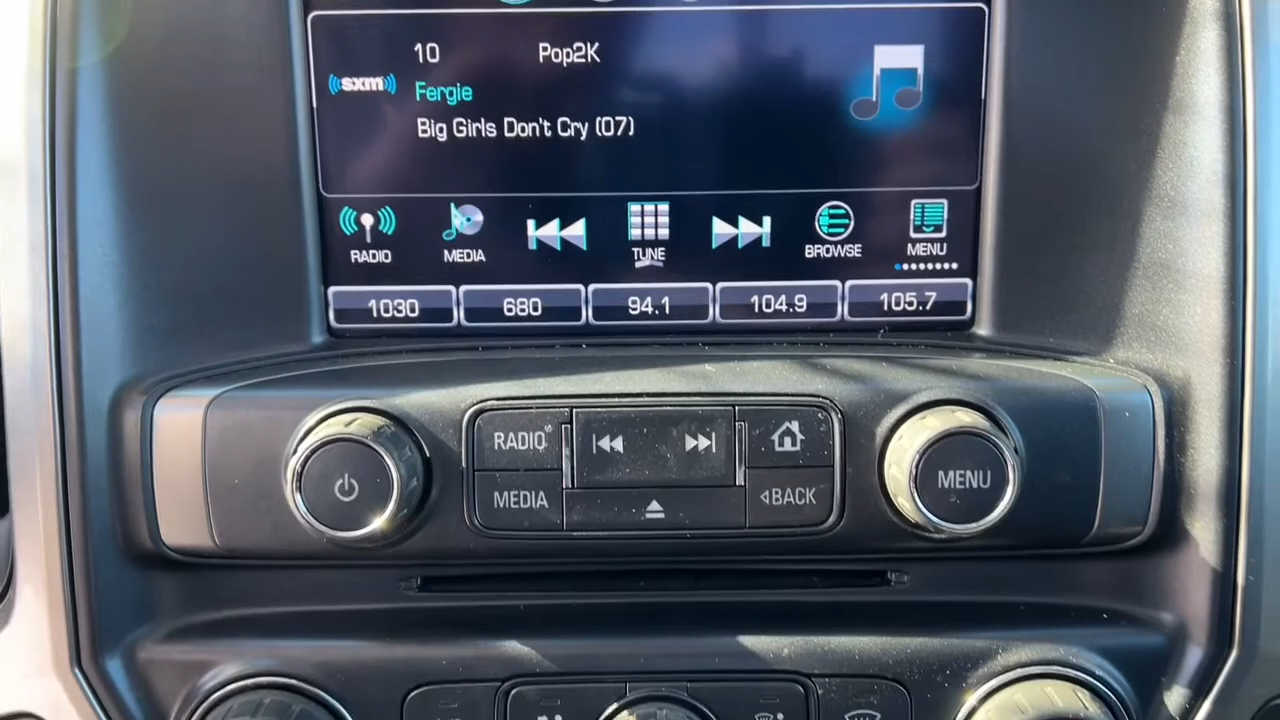 10 Pop2K
sxm
Fergie
Big Girls Don't Cry (07)
RADIO MEDIA TUNE BROWSE MENU
1030 680 94.1 104.9 105.7
RADIO
MEDIA
BACK
MENU